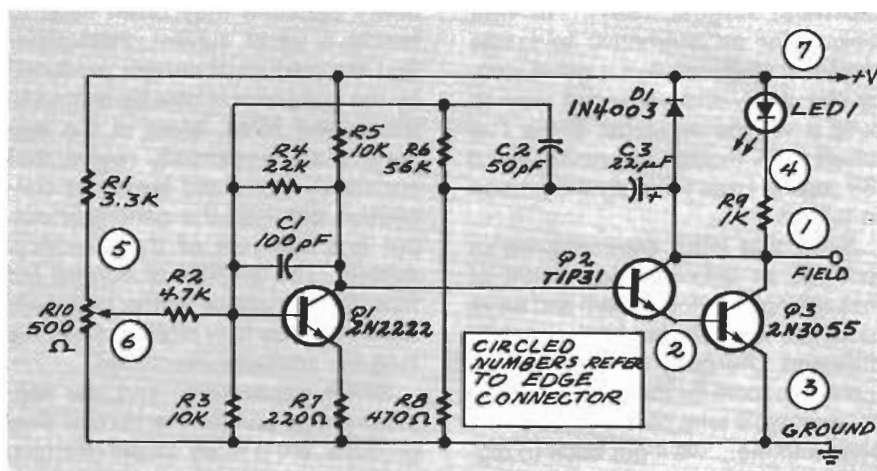 7
+V
D1
1N4003
LED1
R5
10K
R6
56K
C2
50pF
C3
22µF
+
R4
22K
4
R1
3.3K
R9
1K
1
C1
100pF
5
FIELD
R2
4.7K
Q2
TIP31
R10
500
Ω
6
Q1
2N2222
Q3
2N3055
2
CIRCLED
NUMBERS REFER
TO EDGE
CONNECTOR
3
R3
10K
R7
220Ω
R8
470Ω
GROUND